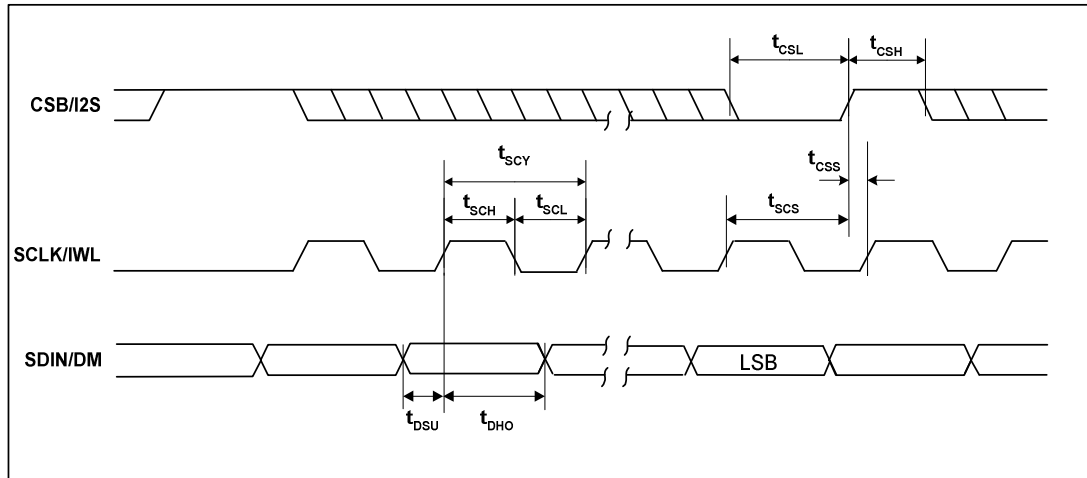 tCSL
tCSH
CSB/I2S
tSCY
tCSS
tSCH
tSCL
tSCS
SCLK/IWL
SDIN/DM
LSB
tDSU
tDHO